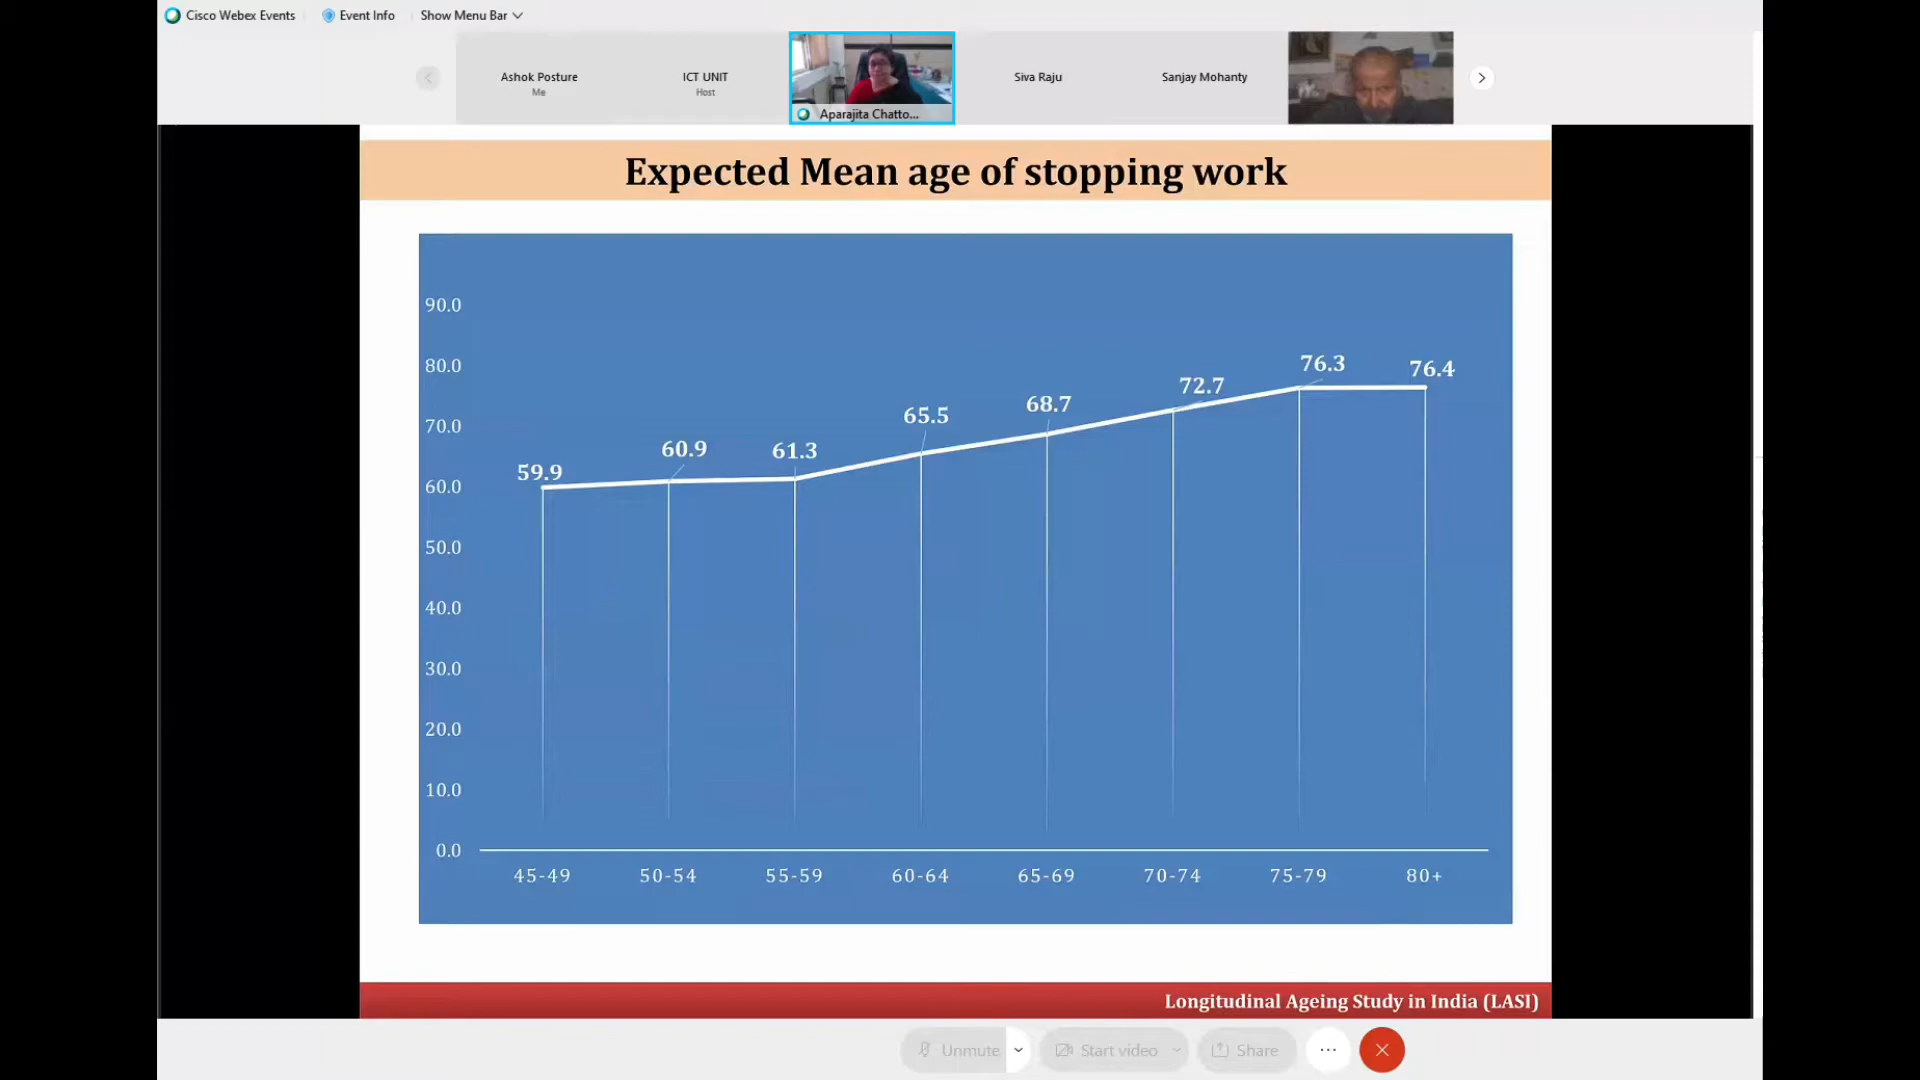 Cisco Webex Events Event Info Show Menu Bar
Ashok Posture
Me
ICT UNIT
Host
Aparajita Chatto...
Siva Raju
Sanjay Mohanty
Expected Mean age of stopping work
90.0
80.0
70.0
60.0
50.0
40.0
30.0
20.0
10.0
0.0
59.9
60.9
61.3
65.5
68.7
72.7
76.3
76.4
45-49 50-54 55-59 60-64 65-69 70-74 75-79 80+
Longitudinal Ageing Study in India (LASI)
Unmute Start video Share